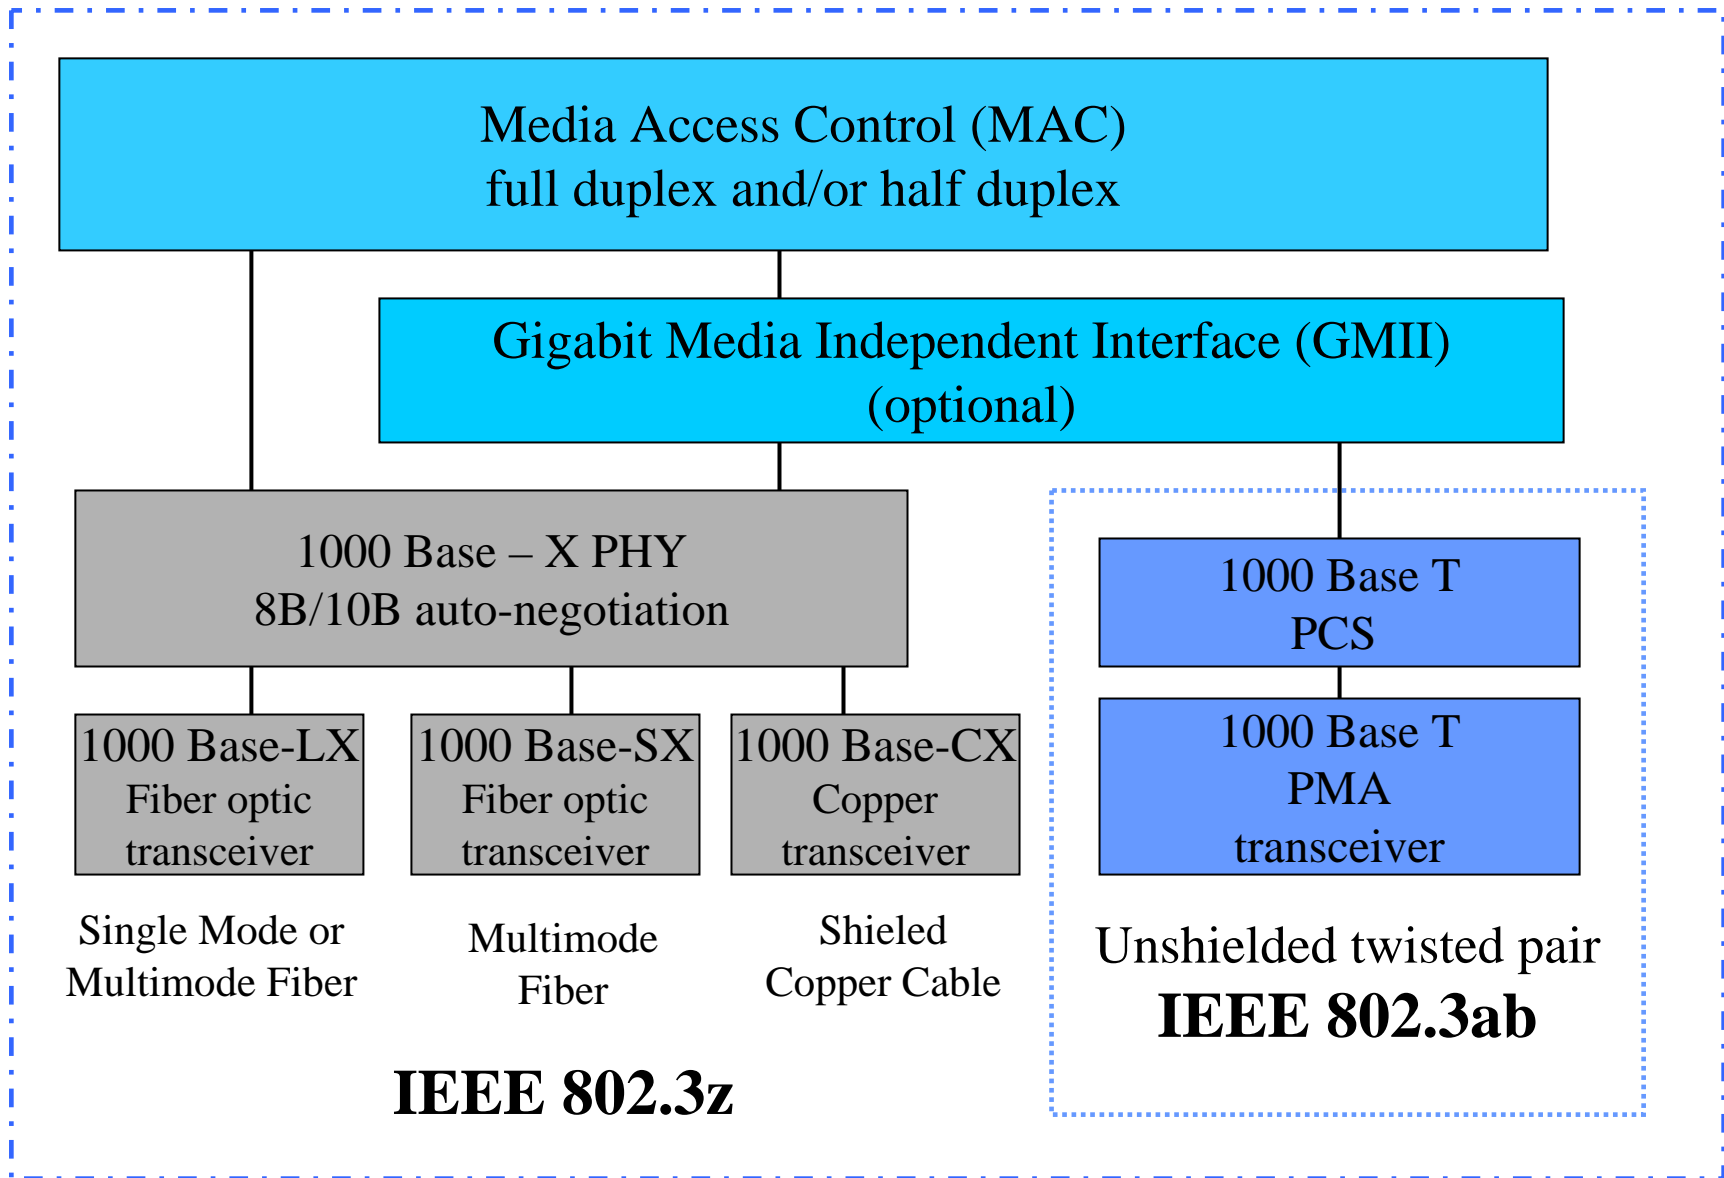 Media Access Control (MAC)
full duplex and/or half duplex
Gigabit Media Independent Interface (GMII)
(optional)
1000 Base – X PHY
8B/10B auto-negotiation
1000 Base T
PCS
1000 Base-LX
Fiber optic
transceiver
1000 Base-SX
Fiber optic
transceiver
1000 Base-CX
Copper
transceiver
1000 Base T
PMA
transceiver
Single Mode or
Multimode Fiber
Multimode
Fiber
Shieled
Copper Cable
Unshielded twisted pair
IEEE 802.3ab
IEEE 802.3z